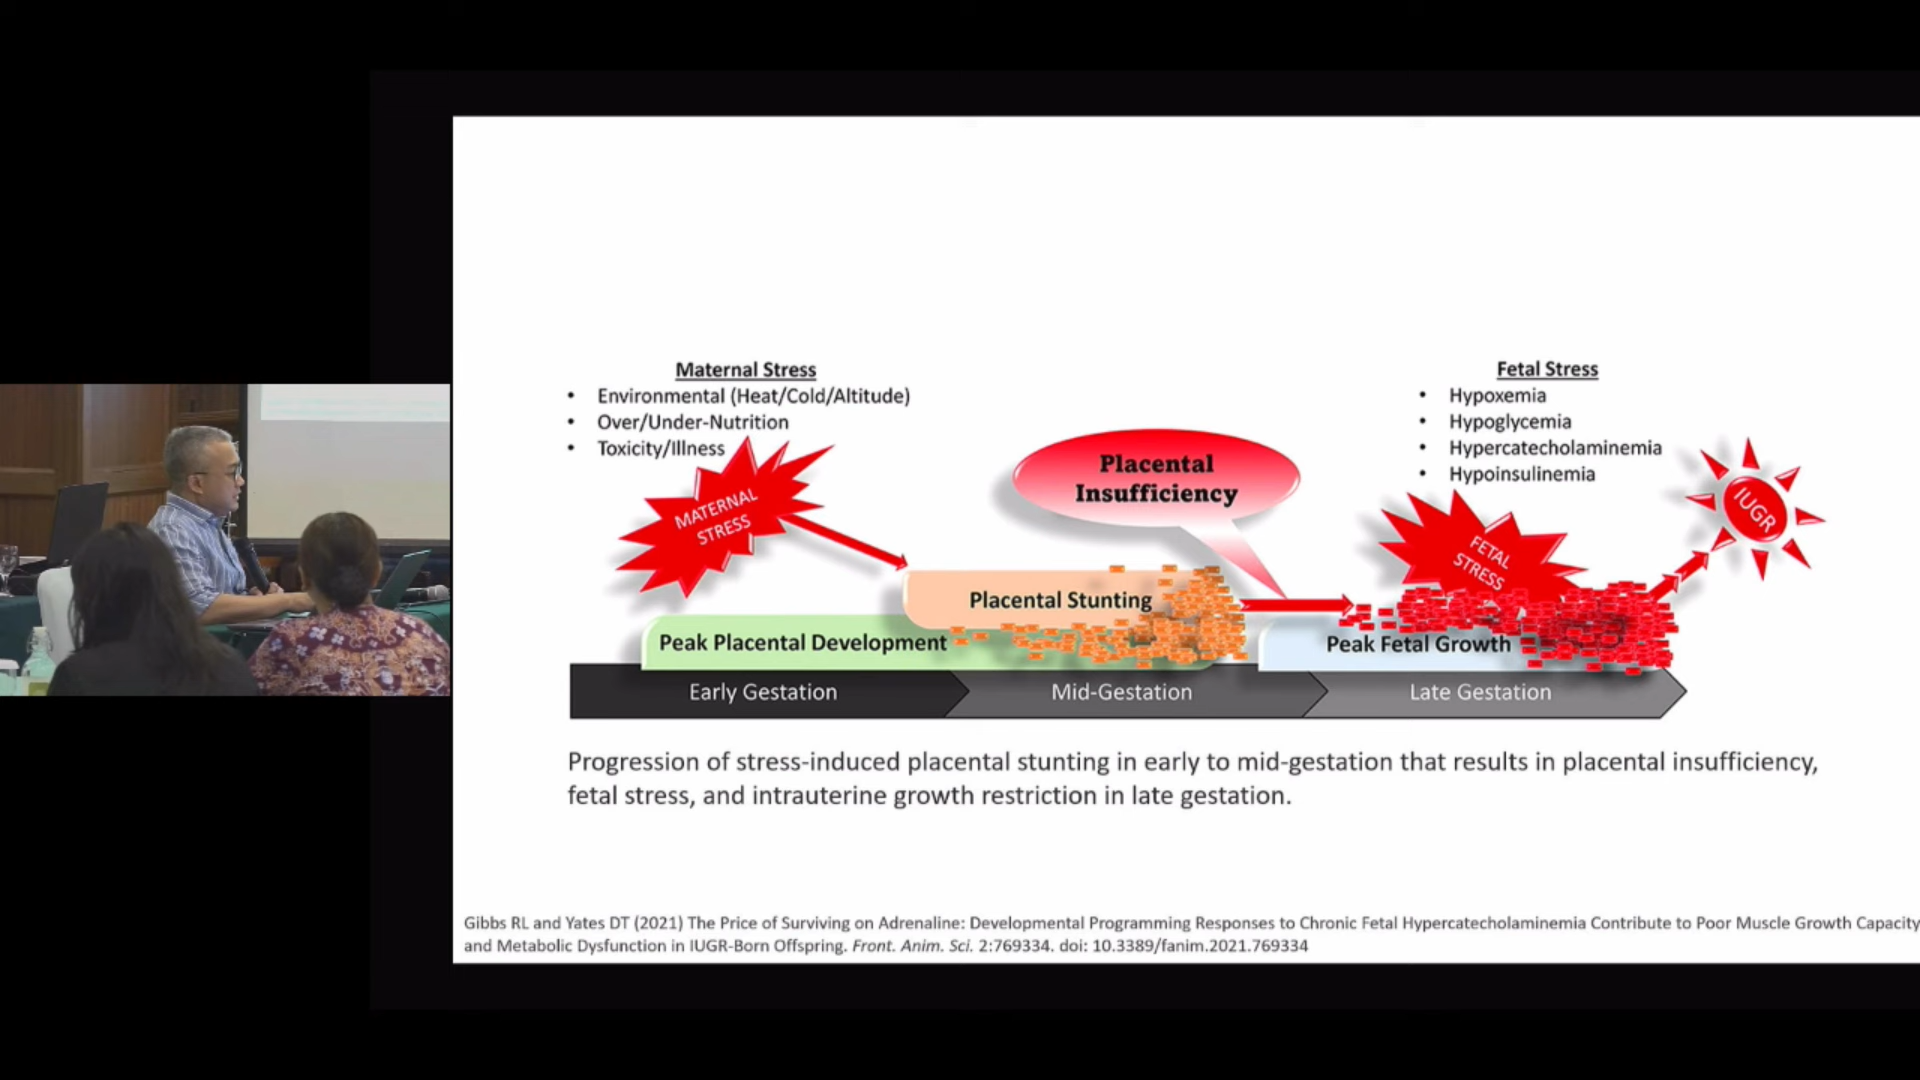 Maternal Stress
• Environmental (Heat/Cold/Altitude)
• Over/Under-Nutrition
• Toxicity/Illness
Fetal Stress
• Hypoxemia
• Hypoglycemia
• Hypercatecholaminemia
• Hypoinsulinemia
MATERNAL
STRESS
Placental
Insufficiency
FETAL
STRESS
IUGR
Placental Stunting
Peak Placental Development
Peak Fetal Growth
Early Gestation
Mid-Gestation
Late Gestation
Progression of stress-induced placental stunting in early to mid-gestation that results in placental insufficiency,
fetal stress, and intrauterine growth restriction in late gestation.
Gibbs RL and Yates DT (2021) The Price of Surviving on Adrenaline: Developmental Programming Responses to Chronic Fetal Hypercatecholaminemia Contribute to Poor Muscle Growth Capacity
and Metabolic Dysfunction in IUGR-Born Offspring. Front. Anim. Sci. 2:769334. doi: 10.3389/fanim.2021.769334